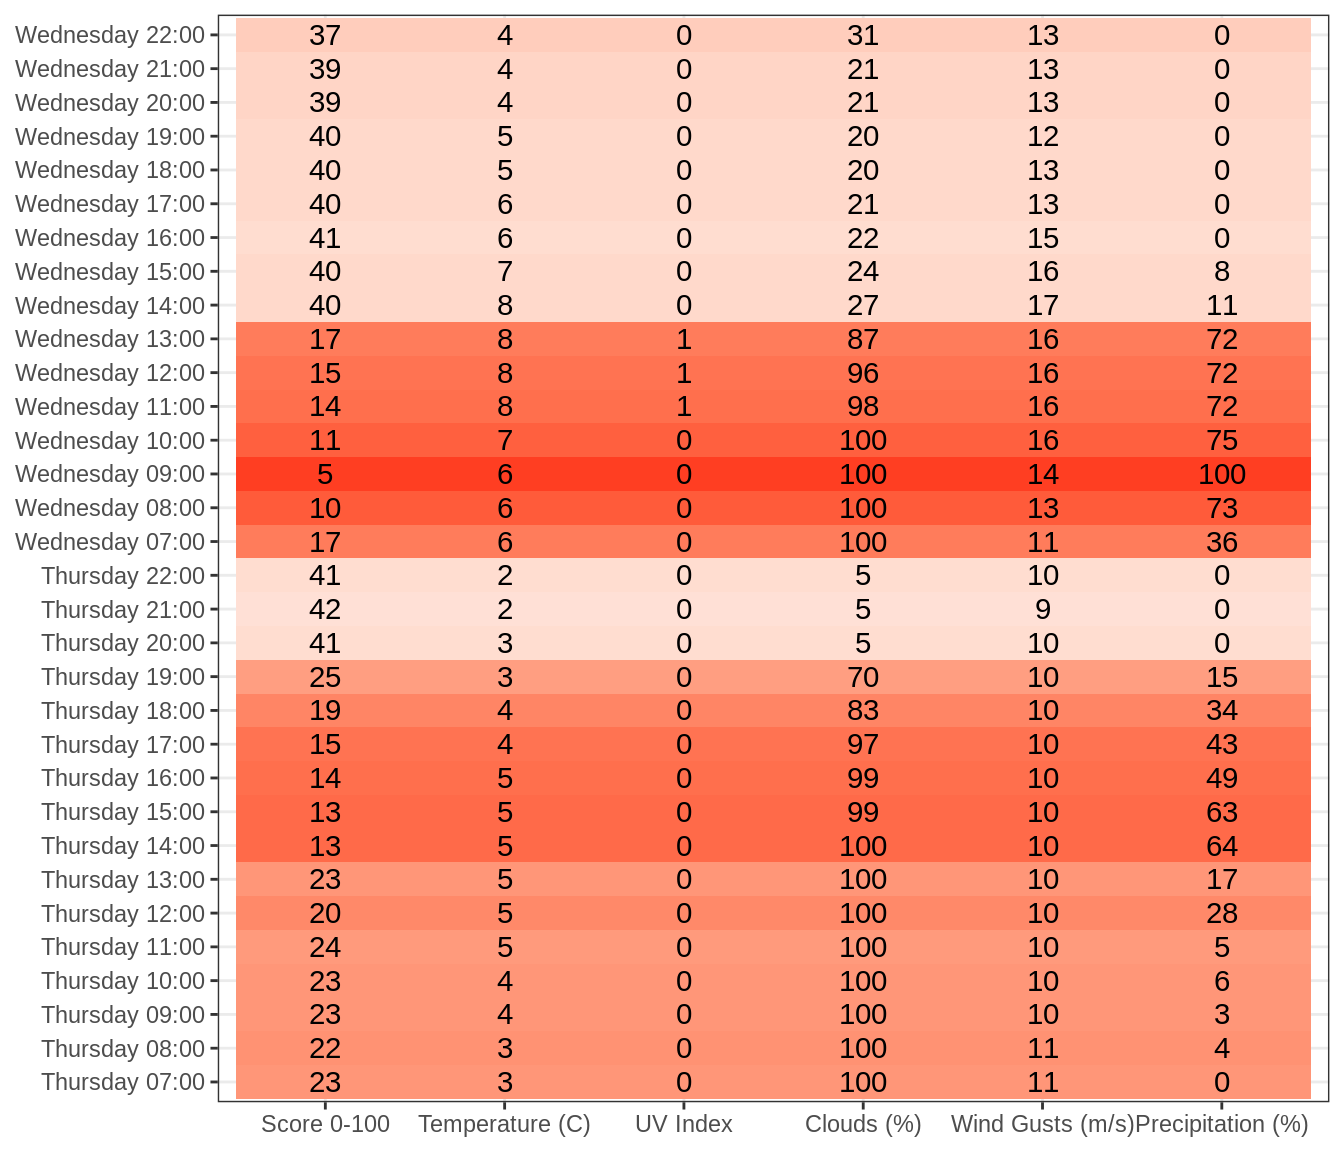 Wednesday 22:00 37 4 0 31 13 0
Wednesday 21:00 39 4 0 21 13 0
Wednesday 20:00 39 4 0 21 13 0
Wednesday 19:00 40 5 0 20 12 0
Wednesday 18:00 40 5 0 20 13 0
Wednesday 17:00 40 6 0 21 13 0
Wednesday 16:00 41 6 0 22 15 0
Wednesday 15:00 40 7 0 24 16 8
Wednesday 14:00 40 8 0 27 17 11
Wednesday 13:00 17 8 1 87 16 72
Wednesday 12:00 15 8 1 96 16 72
Wednesday 11:00 14 8 1 98 16 72
Wednesday 10:00 11 7 0 100 16 75
Wednesday 09:00 5 6 0 100 14 100
Wednesday 08:00 10 6 0 100 13 73
Wednesday 07:00 17 6 0 100 11 36
Thursday 22:00 41 2 0 5 10 0
Thursday 21:00 42 2 0 5 9 0
Thursday 20:00 41 3 0 5 10 0
Thursday 19:00 25 3 0 70 10 15
Thursday 18:00 19 4 0 83 10 34
Thursday 17:00 15 4 0 97 10 43
Thursday 16:00 14 5 0 99 10 49
Thursday 15:00 13 5 0 99 10 63
Thursday 14:00 13 5 0 100 10 64
Thursday 13:00 23 5 0 100 10 17
Thursday 12:00 20 5 0 100 10 28
Thursday 11:00 24 5 0 100 10 5
Thursday 10:00 23 4 0 100 10 6
Thursday 09:00 23 4 0 100 10 3
Thursday 08:00 22 3 0 100 11 4
Thursday 07:00 23 3 0 100 11 0
Score 0-100 Temperature (C) UV Index Clouds (%) Wind Gusts (m/s) Precipitation (%)